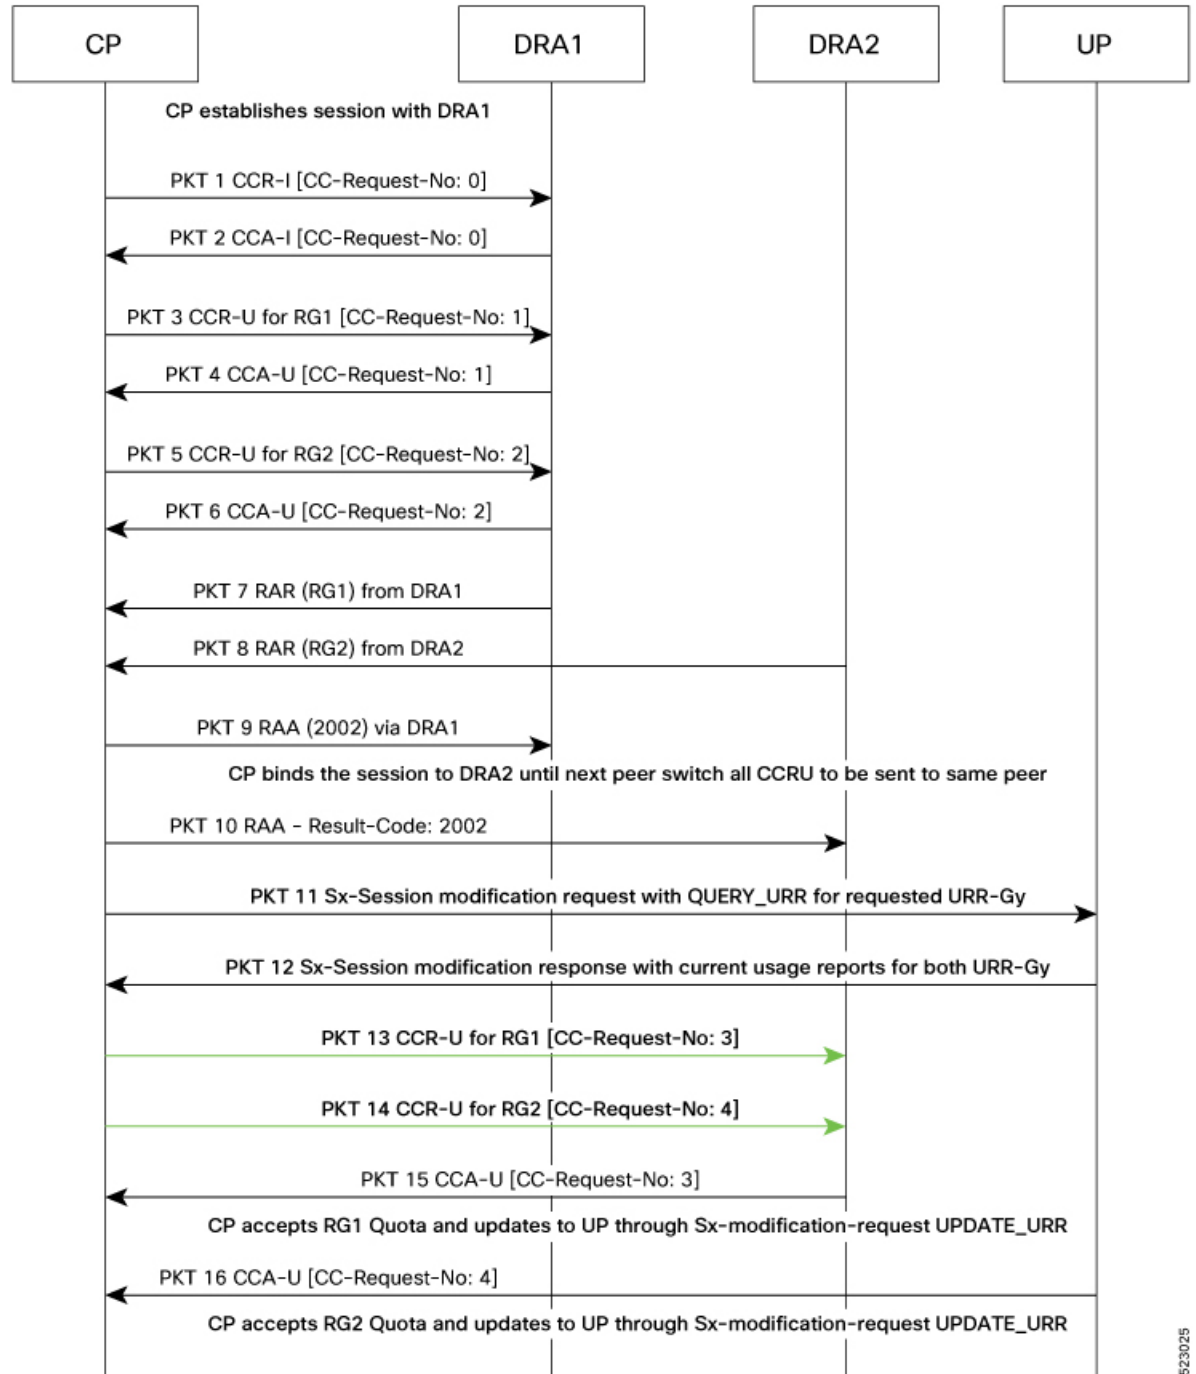 CP
DRA1
DRA2
UP
CP establishes session with DRA1
PKT 1 CCR-I [CC-Request-No: 0]
PKT 2 CCA-I [CC-Request-No: 0]
PKT 3 CCR-U for RG1 [CC-Request-No: 1]
PKT 4 CCA-U [CC-Request-No: 1]
PKT 5 CCR-U for RG2 [CC-Request-No: 2]
PKT 6 CCA-U [CC-Request-No: 2]
PKT 7 RAR (RG1) from DRA1
PKT 8 RAR (RG2) from DRA2
PKT 9 RAA (2002) via DRA1
CP binds the session to DRA2 until next peer switch all CCRU to be sent to same peer
PKT 10 RAA - Result-Code: 2002
PKT 11 Sx-Session modification request with QUERY_URR for requested URR-Gy
PKT 12 Sx-Session modification response with current usage reports for both URR-Gy
PKT 13 CCR-U for RG1 [CC-Request-No: 3]
PKT 14 CCR-U for RG2 [CC-Request-No: 4]
PKT 15 CCA-U [CC-Request-No: 3]
CP accepts RG1 Quota and updates to UP through Sx-modification-request UPDATE_URR
PKT 16 CCA-U [CC-Request-No: 4]
CP accepts RG2 Quota and updates to UP through Sx-modification-request UPDATE_URR
523025